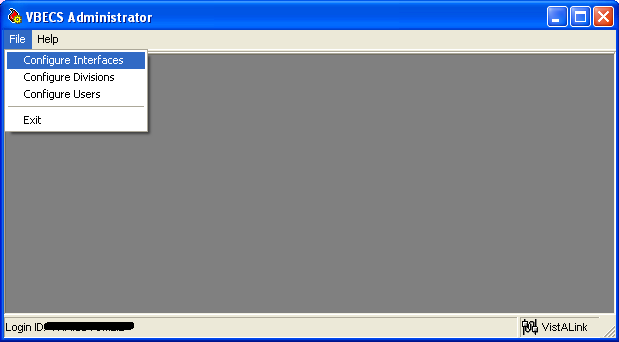 VBECS Administrator
File Help
Configure Interfaces
Configure Divisions
Configure Users
Exit
Login ID:
VistALink